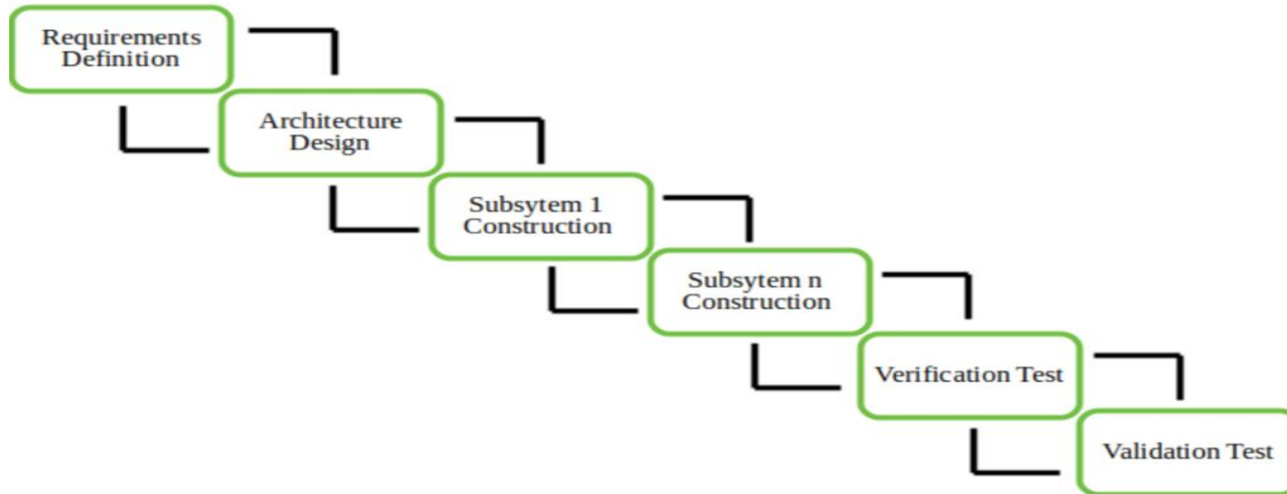 Requirements
Definition
Architecture
Design
Subsytem 1
Construction
Subsytem n
Construction
Verification Test
Validation Test